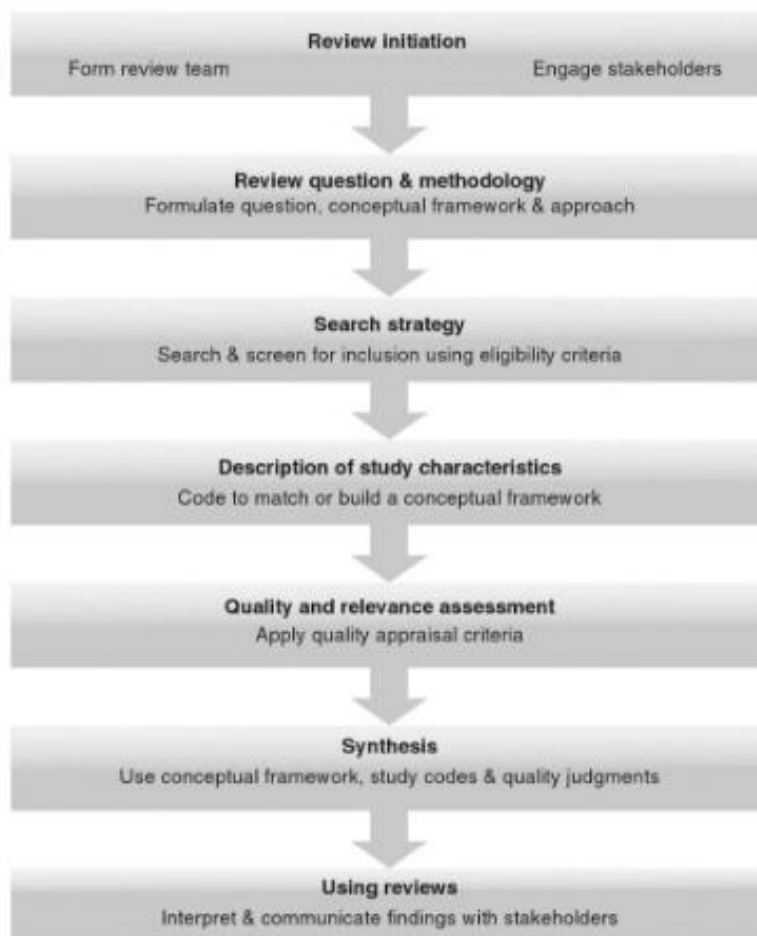 Review initiation
Form review team Engage stakeholders
Review question & methodology
Formulate question, conceptual framework & approach
Search strategy
Search & screen for inclusion using eligibility criteria
Description of study characteristics
Code to match or build a conceptual framework
Quality and relevance assessment
Apply quality appraisal criteria
Synthesis
Use conceptual framework, study codes & quality judgments
Using reviews
Interpret & communicate findings with stakeholders